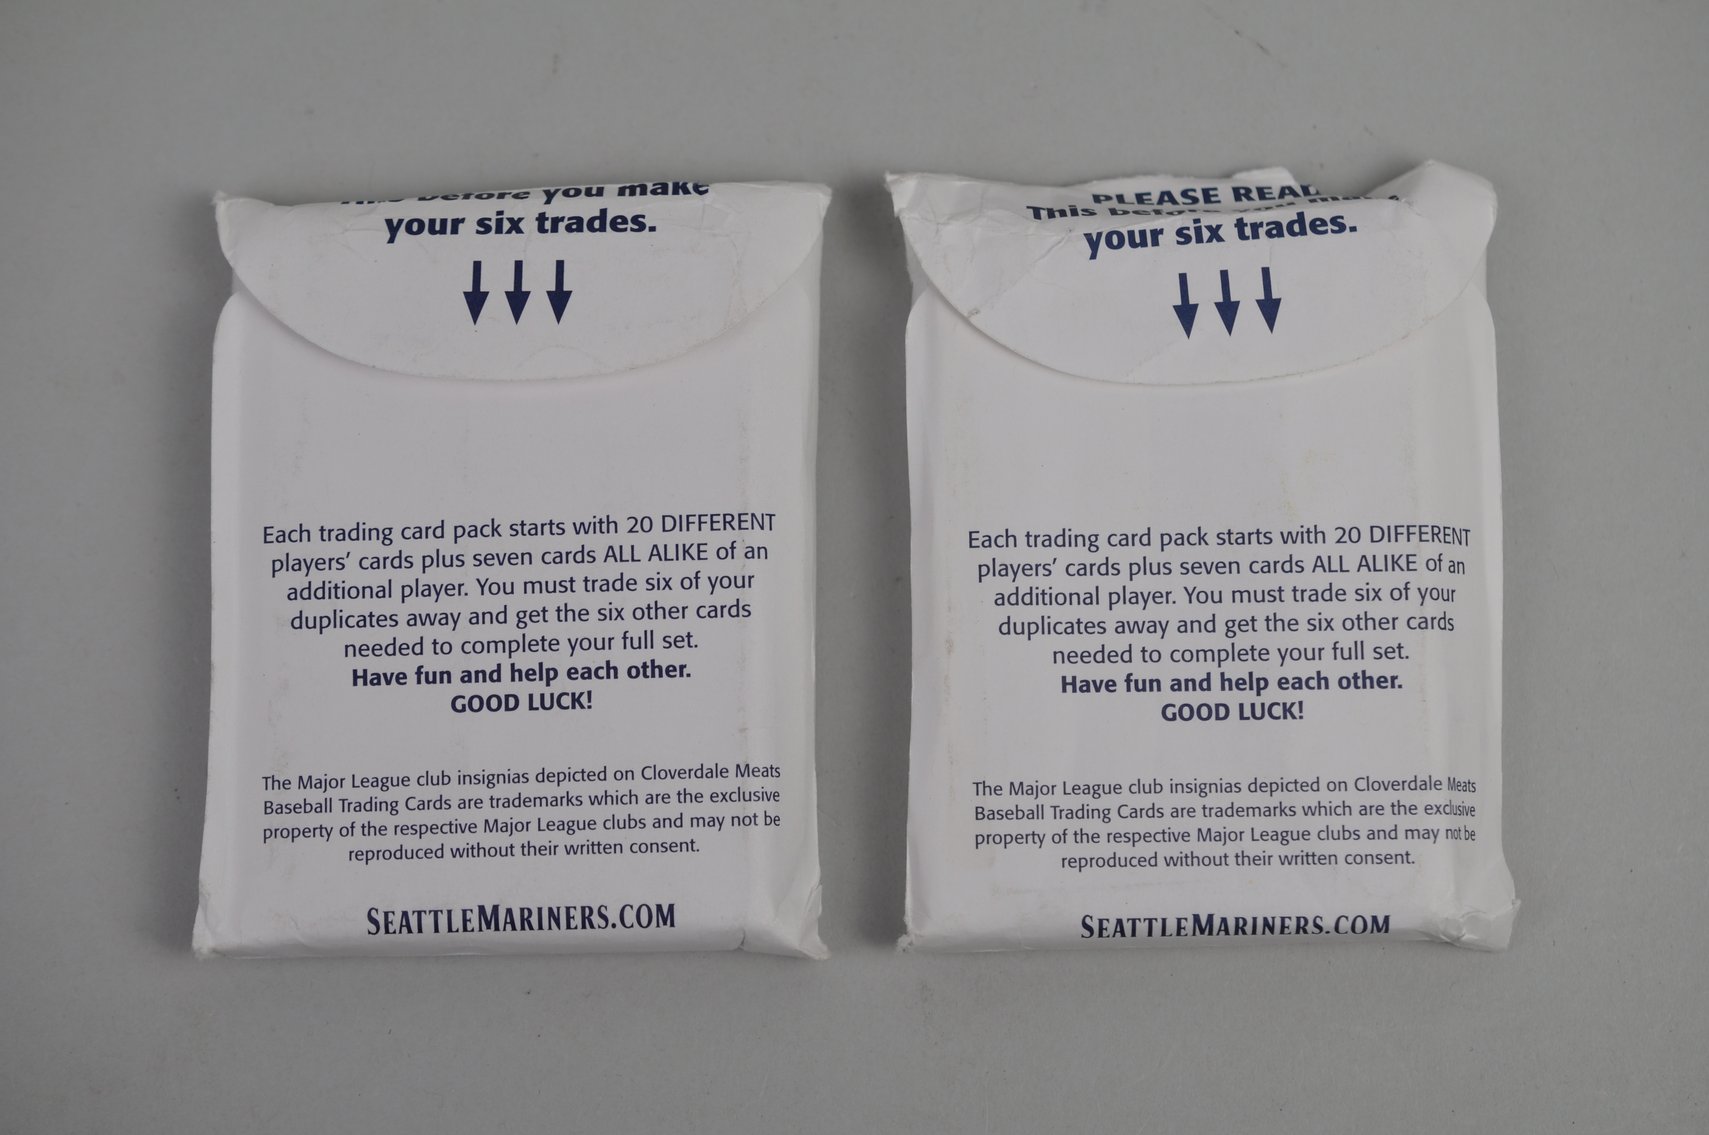 before you make
your six trades.
Each trading card pack starts with 20 DIFFERENT
players’ cards plus seven cards ALL ALIKE of an
additional player. You must trade six of your
duplicates away and get the six other cards
needed to complete your full set.
Have fun and help each other.
GOOD LUCK!
The Major League club insignias depicted on Cloverdale Meats
Baseball Trading Cards are trademarks which are the exclusive
property of the respective Major League clubs and may not be
reproduced without their written consent.
SEATTLEMARINERS.COM
PLEASE READ
This before you make
your six trades.
Each trading card pack starts with 20 DIFFERENT
players’ cards plus seven cards ALL ALIKE of an
additional player. You must trade six of your
duplicates away and get the six other cards
needed to complete your full set.
Have fun and help each other.
GOOD LUCK!
The Major League club insignias depicted on Cloverdale Meats
Baseball Trading Cards are trademarks which are the exclusive
property of the respective Major League clubs and may not be
reproduced without their written consent.
SEATTLEMARINERS.COM